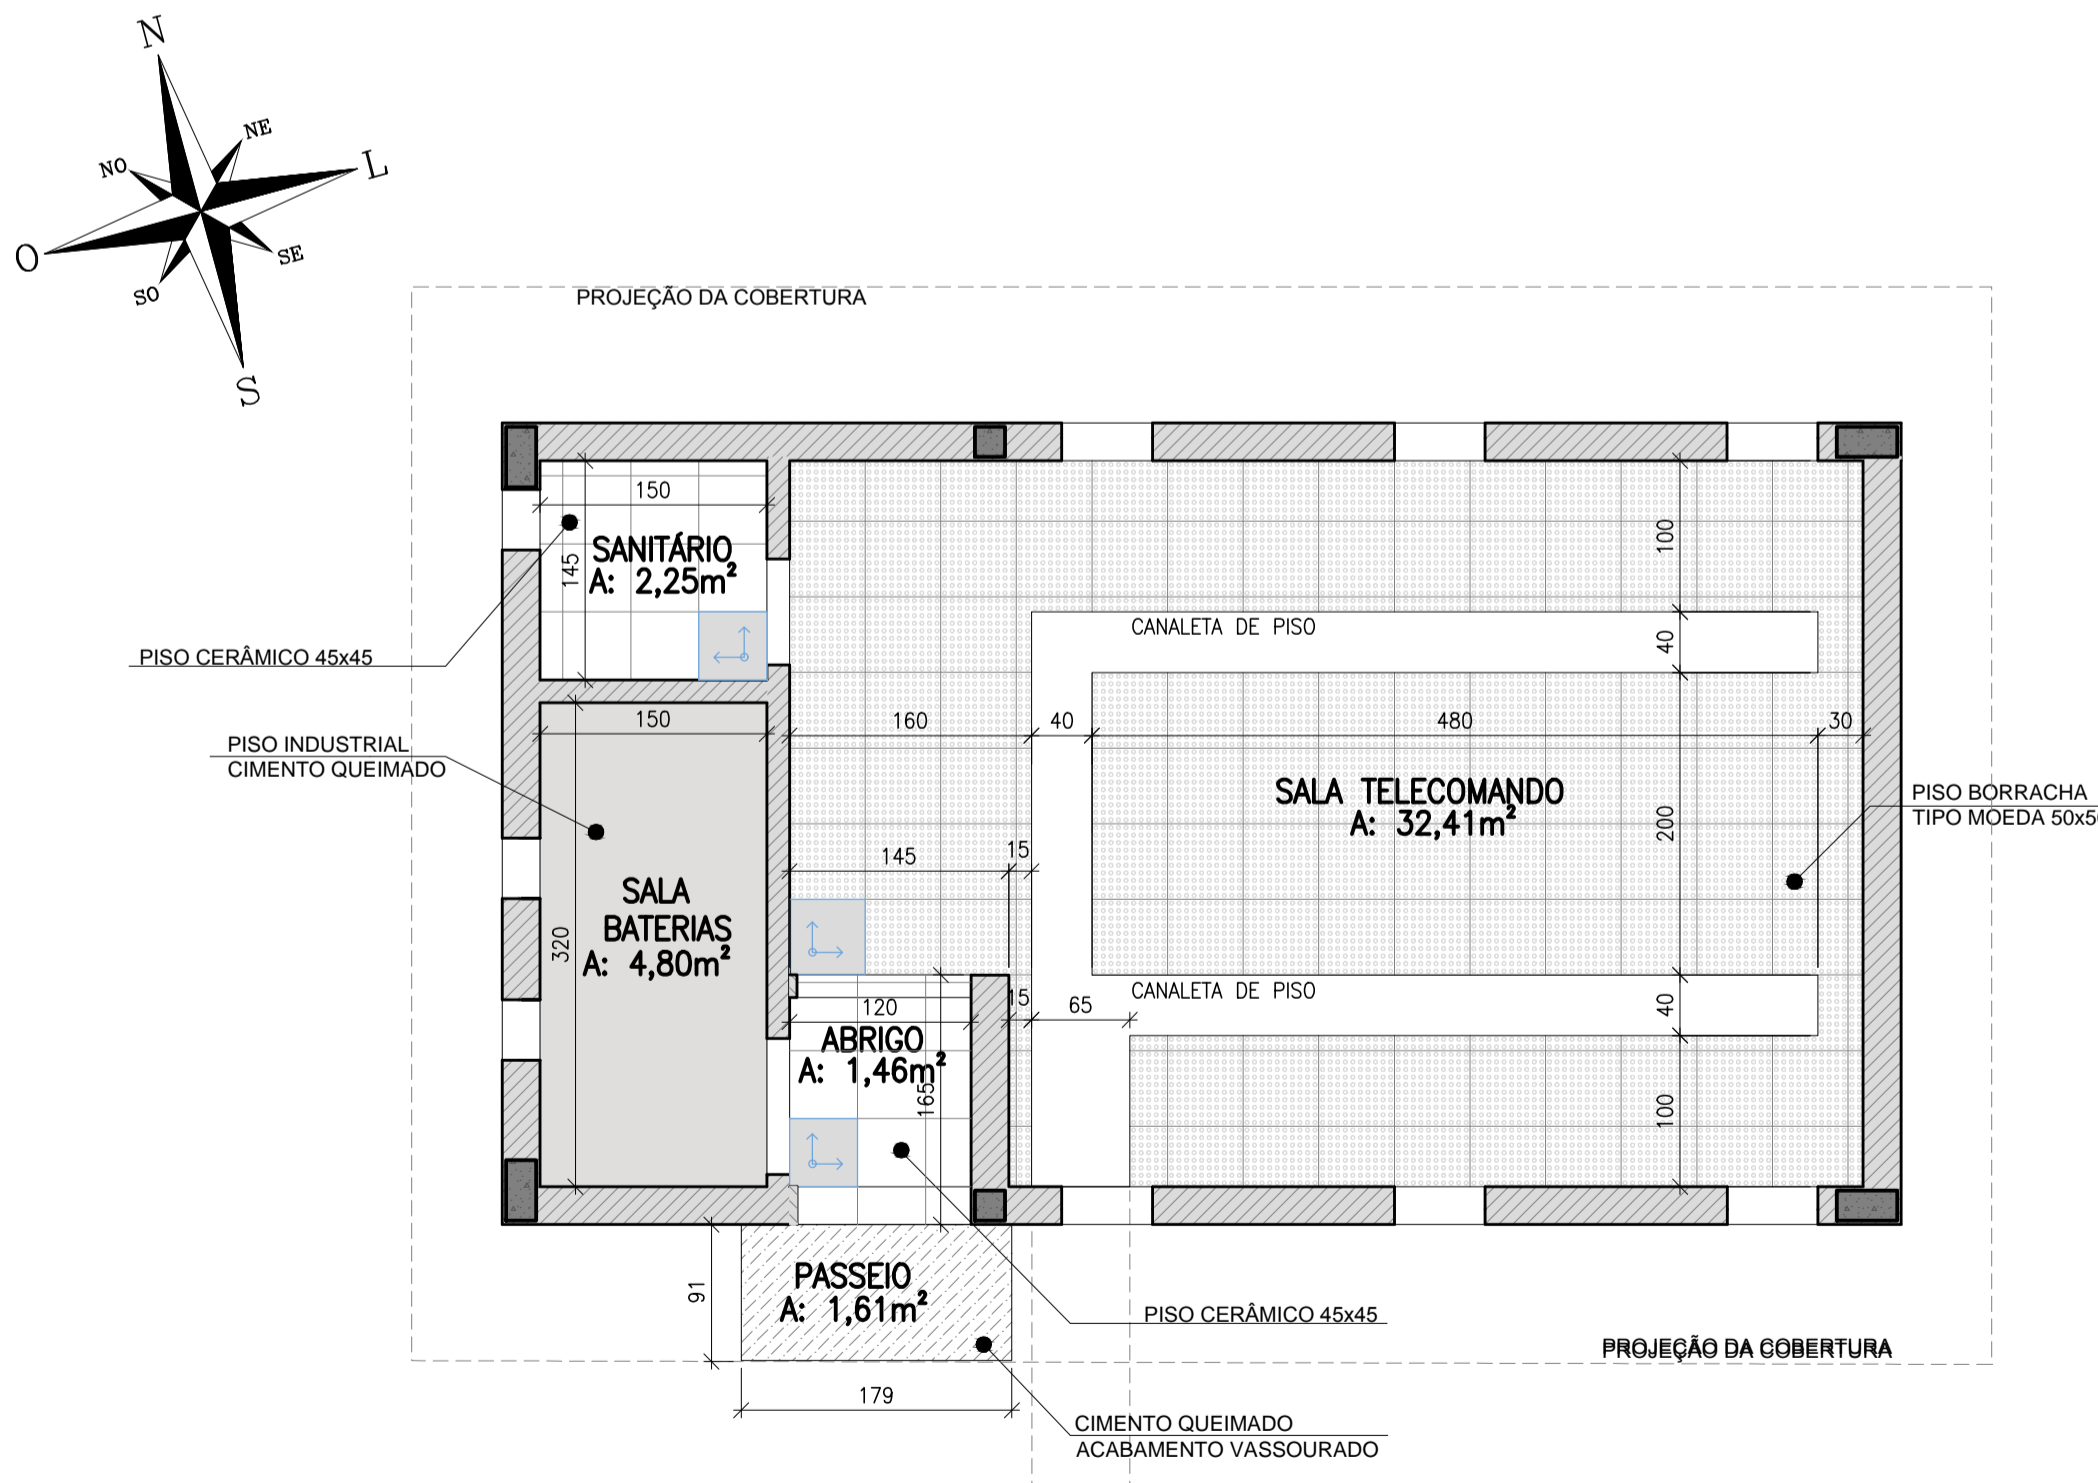 N
NE
L
NO
O
SE
SO
S
PROJEÇÃO DA COBERTURA
150
SANITÁRIO
A: 2,25m²
145
100
CANALETA DE PISO
40
PISO CERÂMICO 45x45
150
160
40
480
30
PISO INDUSTRIAL
CIMENTO QUEIMADO
SALA TELECOMANDO
A: 32,41m²
200
PISO BORRACHA
TIPO MOEDA 50x5
145
15
SALA
BATERIAS
A: 4,80m²
320
CANALETA DE PISO
120
15
65
40
ABRIGO
A: 1,46m²
165
100
PASSEIO
A: 1,61m²
91
PISO CERÂMICO 45x45
PROJEÇÃO DA COBERTURA
179
CIMENTO QUEIMADO
ACABAMENTO VASSOURADO